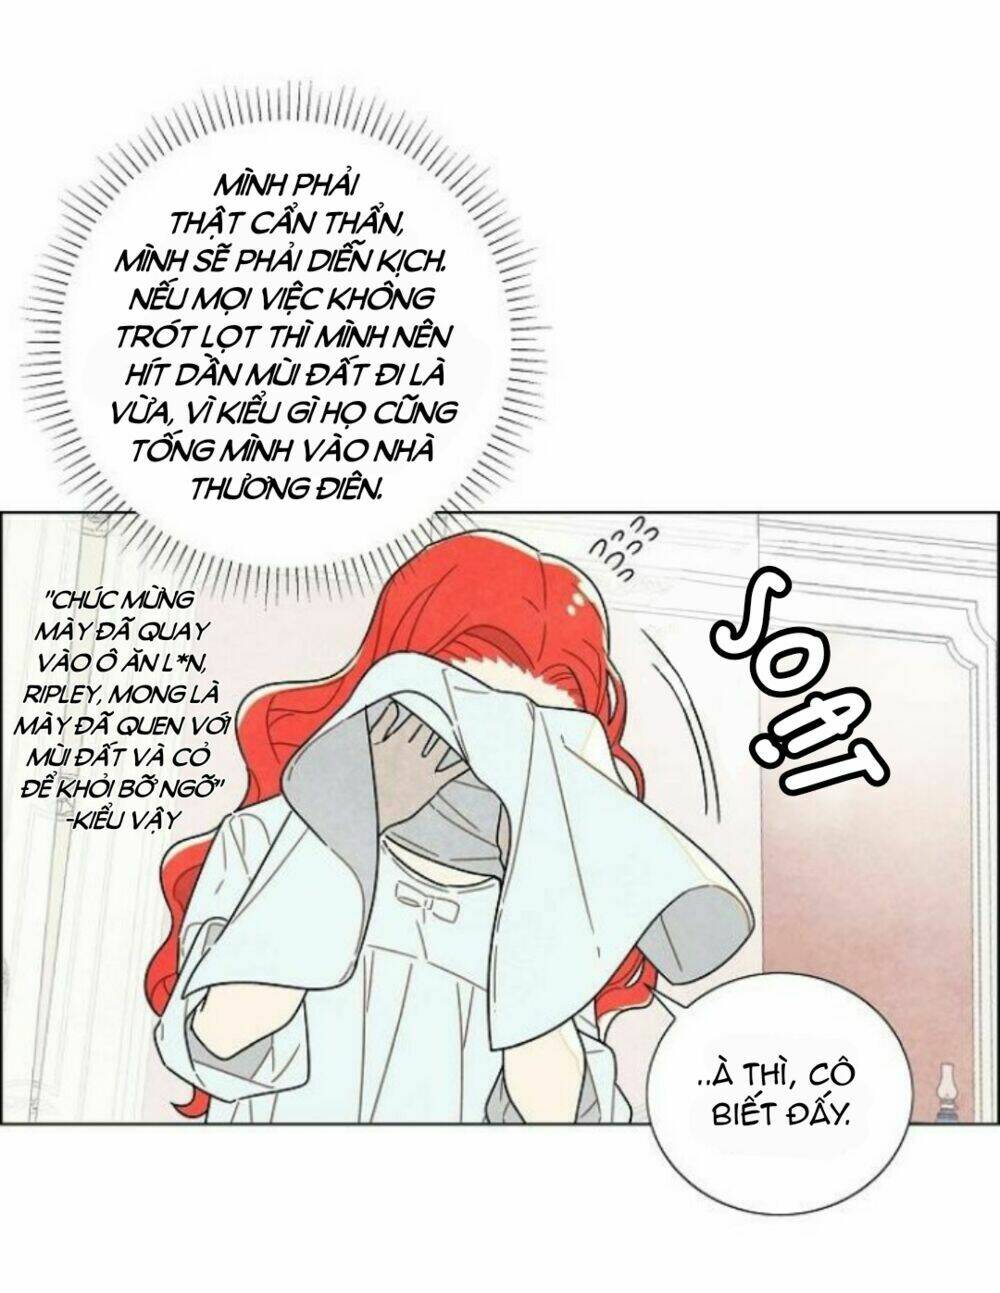 MÌNH PHẢI
THẬT CẨN THẨN,
MÌNH SẼ PHẢI DIỄN KỊCH.
NẾU MỌI VIỆC KHÔNG
TRÓT LỌT THÌ MÌNH NÊN
HÍT DẦN MÙI ĐẤT ĐI LÀ
VỪA, VÌ KIỂU GÌ HỌ CŨNG
TỐNG MÌNH VÀO NHÀ
THƯƠNG ĐIÊN.
"CHÚC MỪNG
MÀY ĐÃ QUAY
VÀO Ô ĂN L*N,
RIPLEY, MONG LÀ
MÀY ĐÃ QUEN VỚI
MÙI ĐẤT VÀ CỎ
ĐỂ KHỎI BỠ NGỠ"
-KIỂU VẬY
SOẠT
..À THÌ, CÔ
BIẾT ĐẤY.